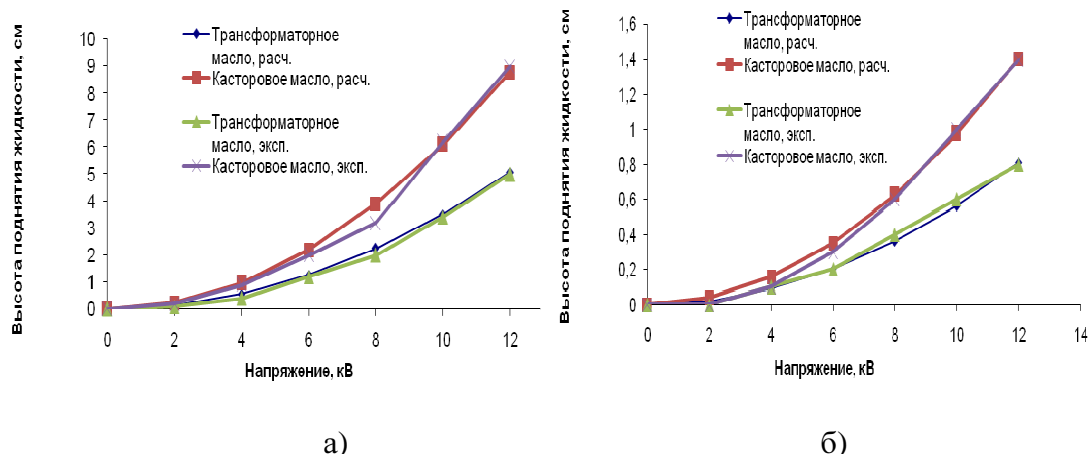 Высота поднятия жидкости, см
10
9
8
7
6
5
4
3
2
1
0
Трансформаторное
масло, расч.
Касторовое масло, расч.
Трансформаторное
масло, эксп.
Касторовое масло, эксп.
0 2 4 6 8 10 12
Напряжение, кВ
а)
Высота поднятия жидкости, см
1,6
1,4
1,2
1
0,8
0,6
0,4
0,2
0
Трансформаторное
масло, расч.
Касторовое масло, расч.
Трансформаторное
масло, эксп.
Касторовое масло, эксп.
0 2 4 6 8 10 12 14
Напряжение, кВ
б)